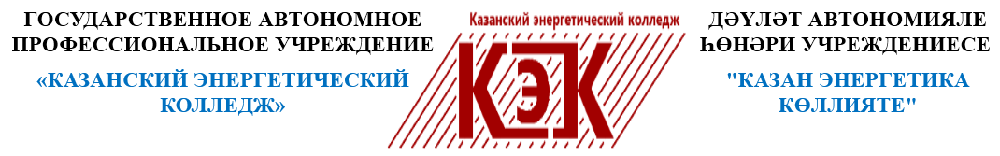 ГОСУДАРСТВЕННОЕ АВТОНОМНОЕ
ПРОФЕССИОНАЛЬНОЕ УЧРЕЖДЕНИЕ
«КАЗАНСКИЙ ЭНЕРГЕТИЧЕСКИЙ
КОЛЛЕДЖ»
Казанский энергетический колледж
КЭК
ДӘҮЛӘТ АВТОНОМИЯЛЕ
ҺӨНӘРИ УЧРЕЖДЕНИЕСЕ
"КАЗАН ЭНЕРГЕТИКА
КӨЛЛИЯТЕ"